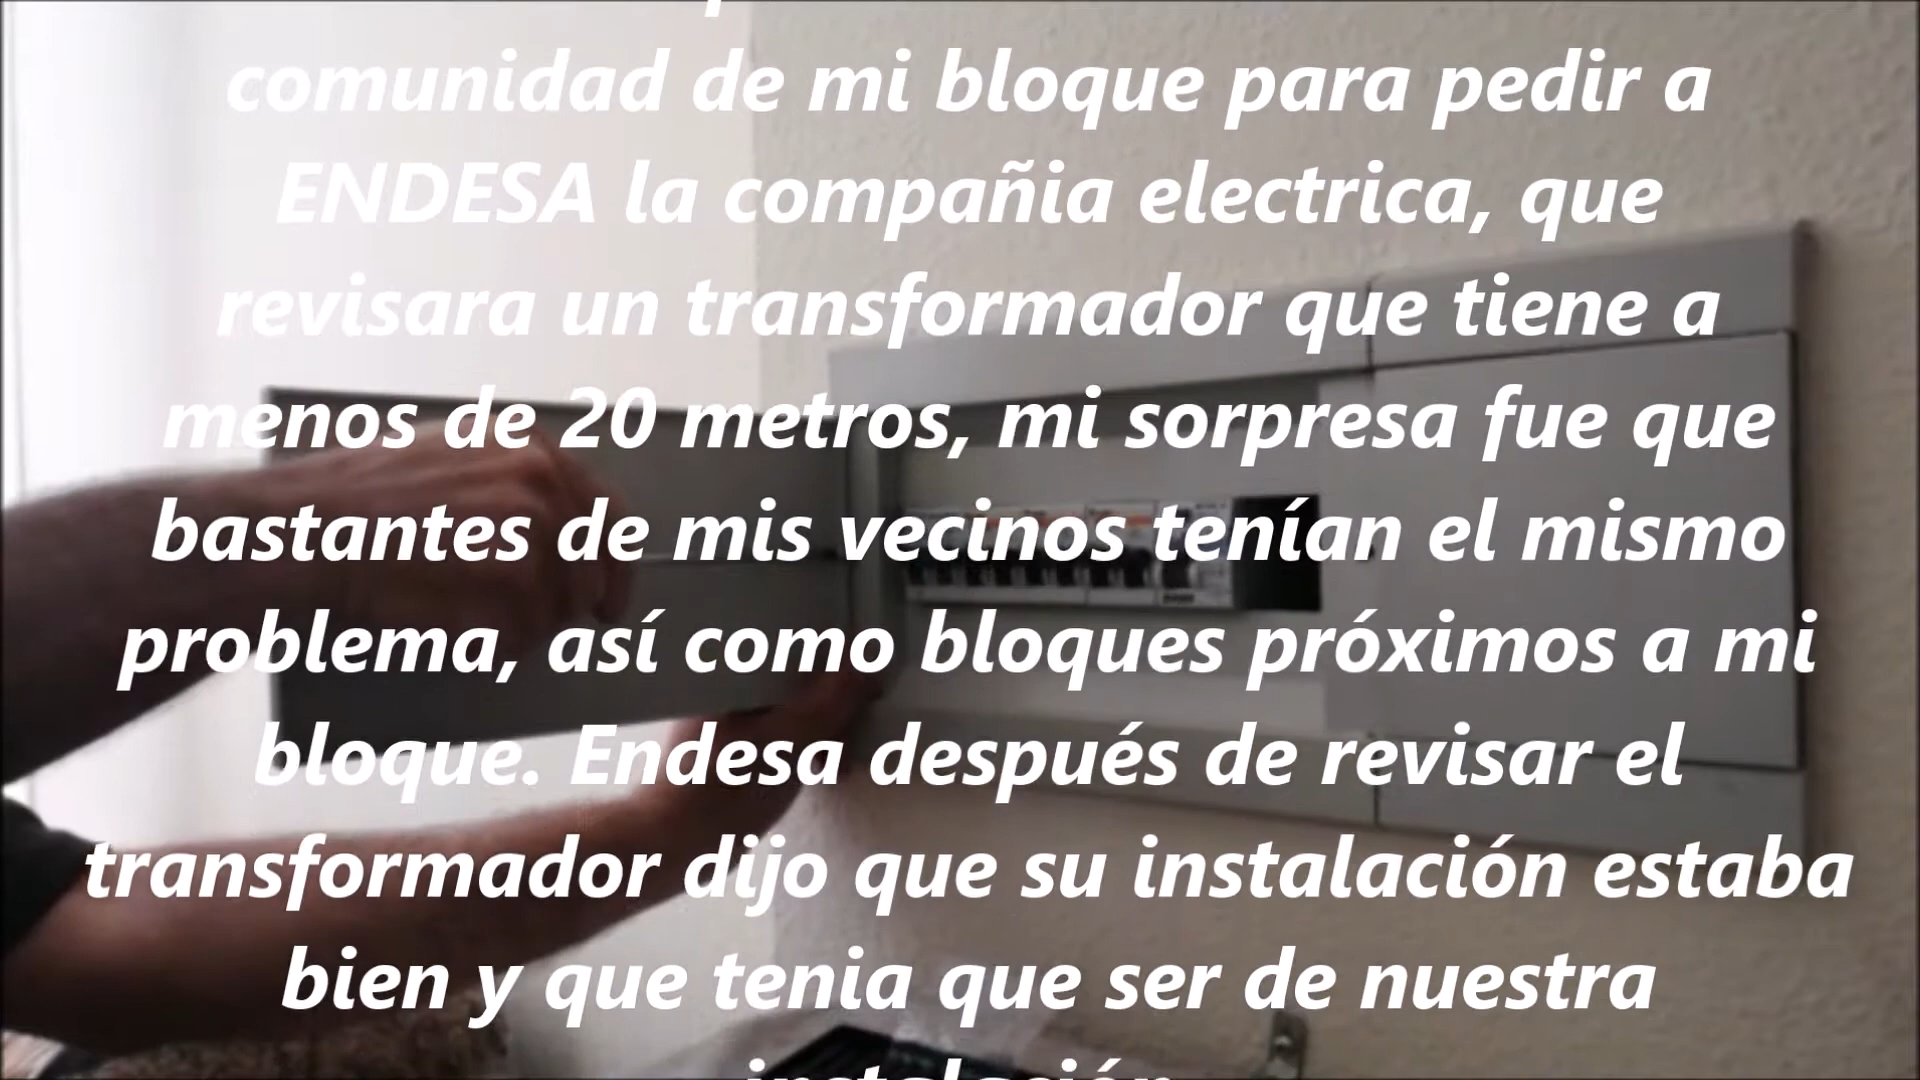 comunidad de mi bloque para pedir a
ENDESA la compañia electrica, que
revisara un transformador que tiene a
menos de 20 metros, mi sorpresa fue que
bastantes de mis vecinos tenían el mismo
problema, así como bloques próximos a mi
bloque. Endesa después de revisar el
transformador dijo que su instalación estaba
bien y que tenia que ser de nuestra
instalación